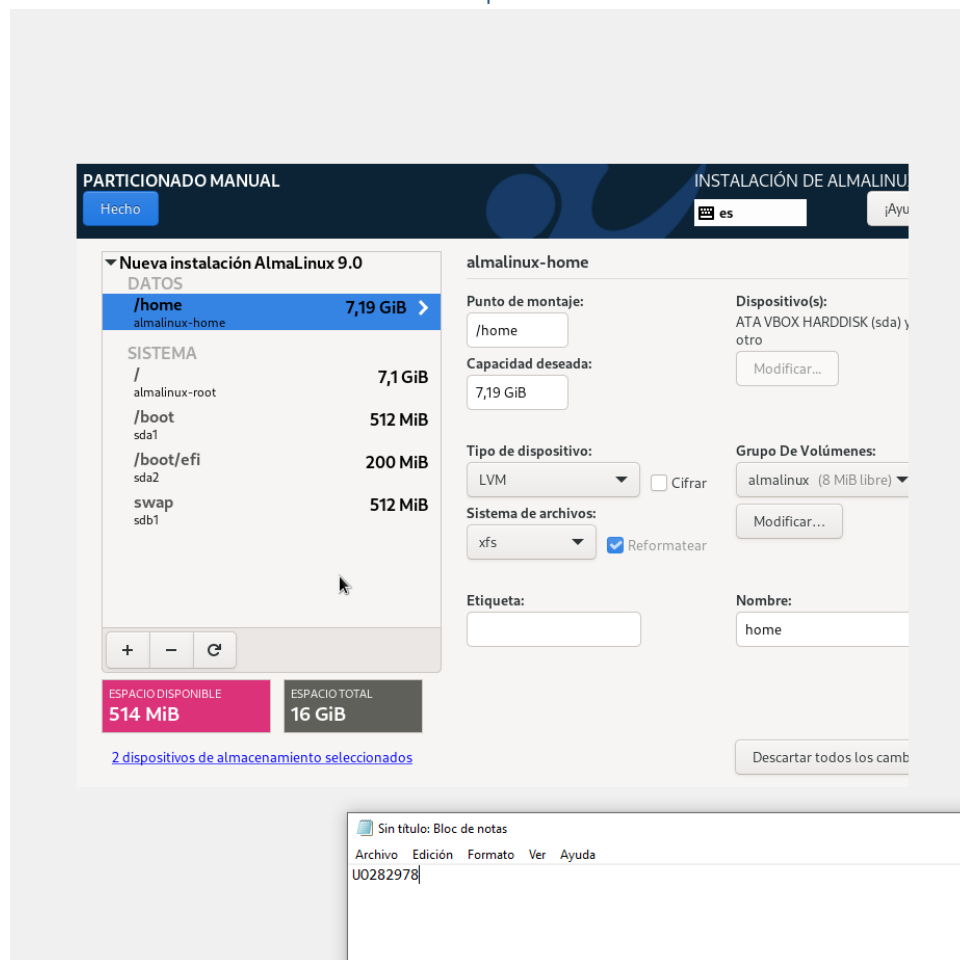 PARTICIONADO MANUAL
INSTALACIÓN DE ALMALINU
Hecho
es
¡Ayu
Nueva instalación AlmaLinux 9.0
DATOS
/home
7,19 GiB
almalinux-home
SISTEMA
/
7,1 GiB
almalinux-root
/boot
512 MiB
sda1
/boot/efi
200 MiB
sda2
swap
512 MiB
sdb1
+ −
ESPACIO DISPONIBLE
514 MiB
ESPACIO TOTAL
16 GiB
2 dispositivos de almacenamiento seleccionados
almalinux-home
Punto de montaje:
/home
Capacidad deseada:
7,19 GiB
Dispositivo(s):
ATA VBOX HARDDISK (sda) y
otro
Modificar...
Tipo de dispositivo:
LVM
Cifrar
Sistema de archivos:
xfs
Reformatear
Grupo De Volúmenes:
almalinux (8 MiB libre)
Modificar...
Etiqueta:
Nombre:
home
Descartar todos los camb
Sin título: Bloc de notas
Archivo Edición Formato Ver Ayuda
U0282978